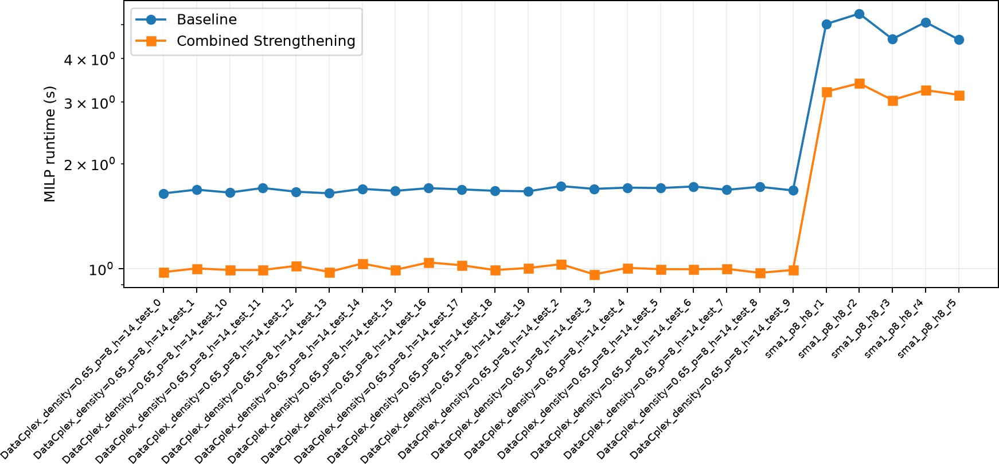 Baseline
Combined Strengthening
MILP runtime (s)
4 × 10⁰
3 × 10⁰
2 × 10⁰
10⁰
DataCplex_density=0.65_p=8_h=14_test_0
DataCplex_density=0.65_p=8_h=14_test_1
DataCplex_density=0.65_p=8_h=14_test_10
DataCplex_density=0.65_p=8_h=14_test_11
DataCplex_density=0.65_p=8_h=14_test_12
DataCplex_density=0.65_p=8_h=14_test_13
DataCplex_density=0.65_p=8_h=14_test_14
DataCplex_density=0.65_p=8_h=14_test_15
DataCplex_density=0.65_p=8_h=14_test_16
DataCplex_density=0.65_p=8_h=14_test_17
DataCplex_density=0.65_p=8_h=14_test_18
DataCplex_density=0.65_p=8_h=14_test_19
DataCplex_density=0.65_p=8_h=14_test_2
DataCplex_density=0.65_p=8_h=14_test_3
DataCplex_density=0.65_p=8_h=14_test_4
DataCplex_density=0.65_p=8_h=14_test_5
DataCplex_density=0.65_p=8_h=14_test_6
DataCplex_density=0.65_p=8_h=14_test_7
DataCplex_density=0.65_p=8_h=14_test_8
DataCplex_density=0.65_p=8_h=14_test_9
sma1_p8_h8_r1
sma1_p8_h8_r2
sma1_p8_h8_r3
sma1_p8_h8_r4
sma1_p8_h8_r5